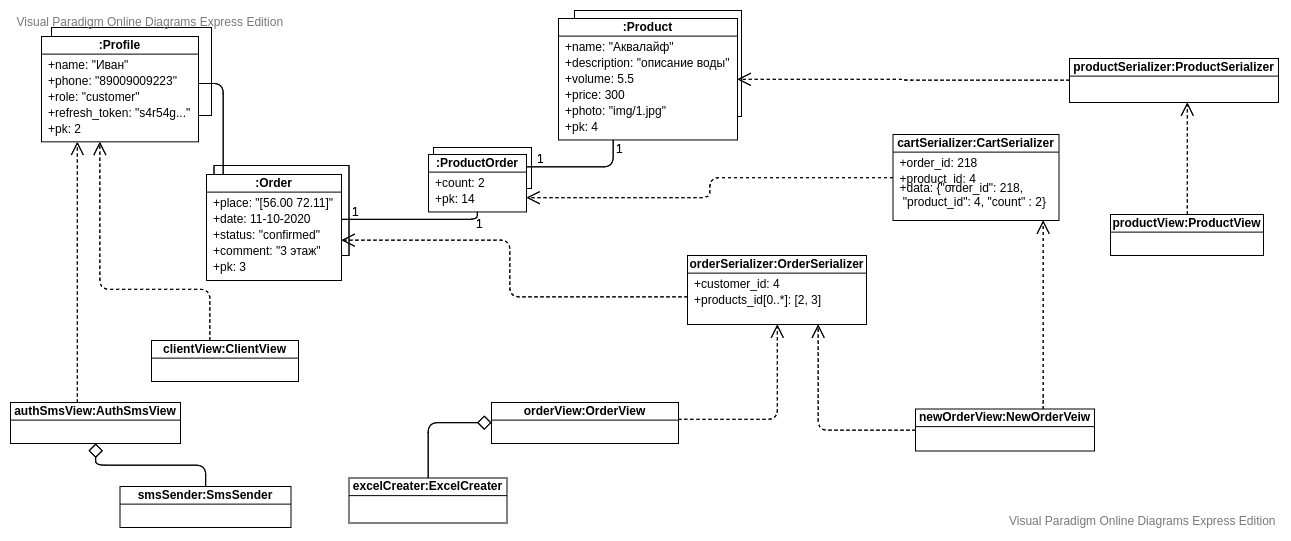 Visual Paradigm Online Diagrams Express Edition
:Profile
+name: "Иван"
+phone: "89009009223"
+role: "customer"
+refresh_token: "s4r54g..."
+pk: 2
:Product
+name: "Аквалайф"
+description: "описание воды"
+volume: 5.5
+price: 300
+photo: "img/1.jpg"
+pk: 4
productSerializer:ProductSerializer
:ProductOrder
+count: 2
+pk: 14
1
1
cartSerializer:CartSerializer
+order_id: 218
+product_id: 4
+data: {"order_id": 218,
"product_id": 4, "count" : 2}
:Order
+place: "[56.00 72.11]"
+date: 11-10-2020
+status: "confirmed"
+comment: "3 этаж"
+pk: 3
1
1
productView:ProductView
orderSerializer:OrderSerializer
+customer_id: 4
+products_id[0..*]: [2, 3]
clientView:ClientView
authSmsView:AuthSmsView
orderView:OrderView
newOrderView:NewOrderVeiw
smsSender:SmsSender
excelCreater:ExcelCreater
Visual Paradigm Online Diagrams Express Edition